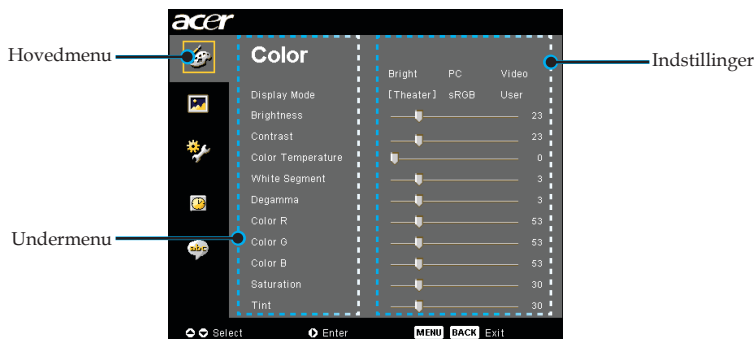 acer
Hovedmenu
Color
Indstillinger
Bright PC Video
Display Mode [Theater] sRGB User
Brightness 23
Contrast 23
Color Temperature 0
White Segment 3
Degamma 3
Color R 53
Undermenu
Color G 53
abc
Color B 53
Saturation 30
Tint 30
Select Enter MENU BACK Exit